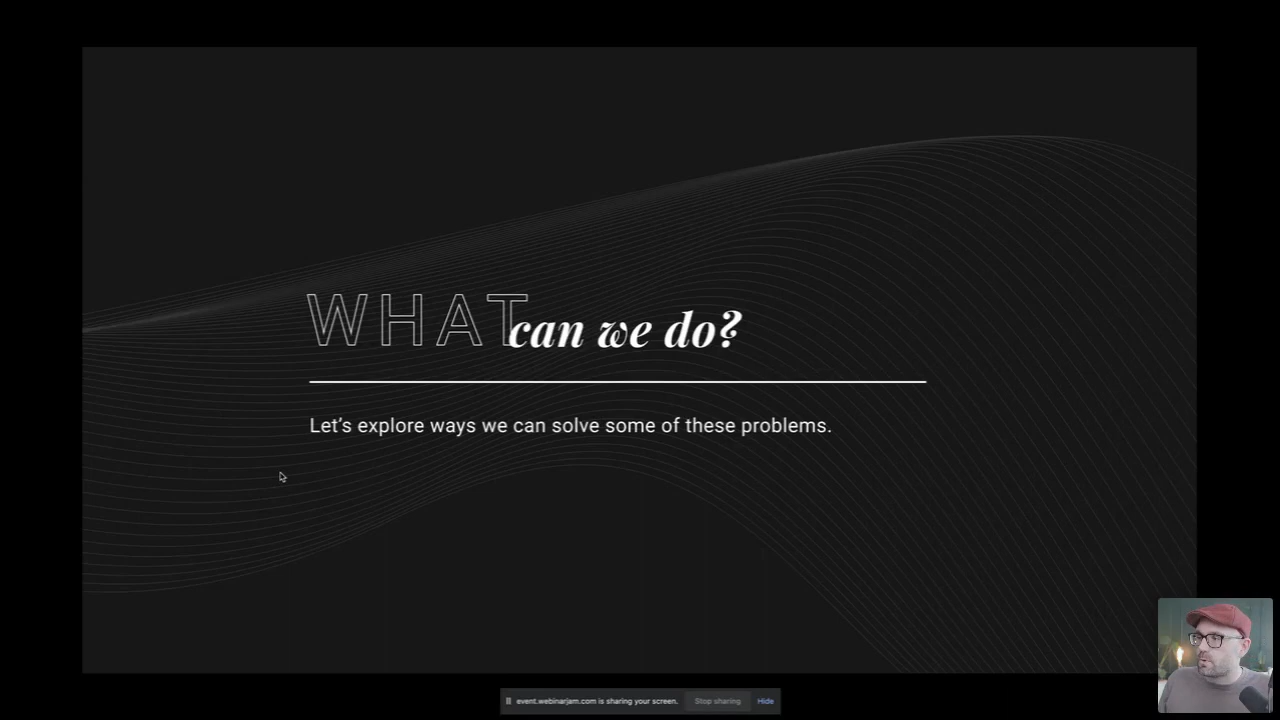 WHAT can we do?
Let’s explore ways we can solve some of these problems.
event.webinarjam.com is sharing your screen. Stop sharing Hide